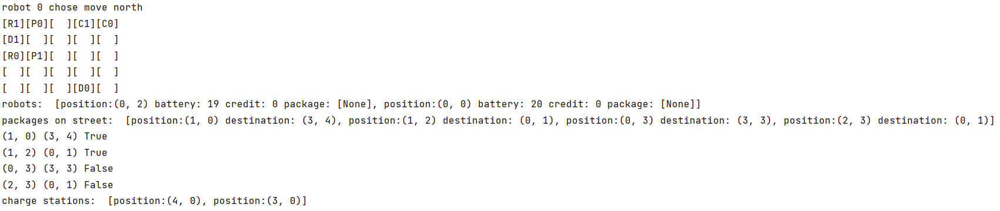 robot 0 chose move north
[R1][P0][  ][C1][C0]
[D1][  ][  ][  ][  ]
[R0][P1][  ][  ][  ]
[  ][  ][  ][  ][  ]
[  ][  ][  ][D0][  ]
robots:  [position:(0, 2) battery: 19 credit: 0 package: [None], position:(0, 0) battery: 20 credit: 0 package: [None]]
packages on street:  [position:(1, 0) destination: (3, 4), position:(1, 2) destination: (0, 1), position:(0, 3) destination: (3, 3), position:(2, 3) destination: (0, 1)]
(1, 0) (3, 4) True
(1, 2) (0, 1) True
(0, 3) (3, 3) False
(2, 3) (0, 1) False
charge stations:  [position:(4, 0), position:(3, 0)]